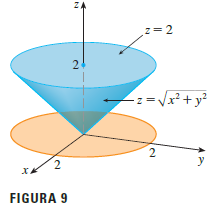 z
z = 2
2
z = √x² + y²
2
2
x
y
FIGURA 9